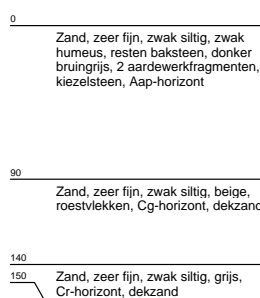 0
Zand, zeer fijn, zwak siltig, zwak
humeus, resten baksteen, donker
bruingrijs, 2 aardewerkfragmenten,
kiezelsteen, Aap-horizont
90
Zand, zeer fijn, zwak siltig, beige,
roestvlekken, Cg-horizont, dekzand
140
150
Zand, zeer fijn, zwak siltig, grijs,
Cr-horizont, dekzand